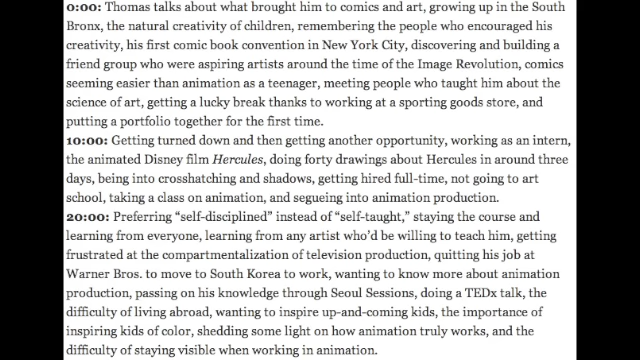 0:00: Thomas talks about what brought him to comics and art, growing up in the South
Bronx, the natural creativity of children, remembering the people who encouraged his
creativity, his first comic book convention in New York City, discovering and building a
friend group who were aspiring artists around the time of the Image Revolution, comics
seeming easier than animation as a teenager, meeting people who taught him about the
science of art, getting a lucky break thanks to working at a sporting goods store, and
putting a portfolio together for the first time.
10:00: Getting turned down and then getting another opportunity, working as an intern,
the animated Disney film Hercules, doing forty drawings about Hercules in around three
days, being into crosshatching and shadows, getting hired full-time, not going to art
school, taking a class on animation, and segueing into animation production.
20:00: Preferring “self-disciplined” instead of “self-taught,” staying the course and
learning from everyone, learning from any artist who’d be willing to teach him, getting
frustrated at the compartmentalization of television production, quitting his job at
Warner Bros. to move to South Korea to work, wanting to know more about animation
production, passing on his knowledge through Seoul Sessions, doing a TEDx talk, the
difficulty of living abroad, wanting to inspire up-and-coming kids, the importance of
inspiring kids of color, shedding some light on how animation truly works, and the
difficulty of staying visible when working in animation.